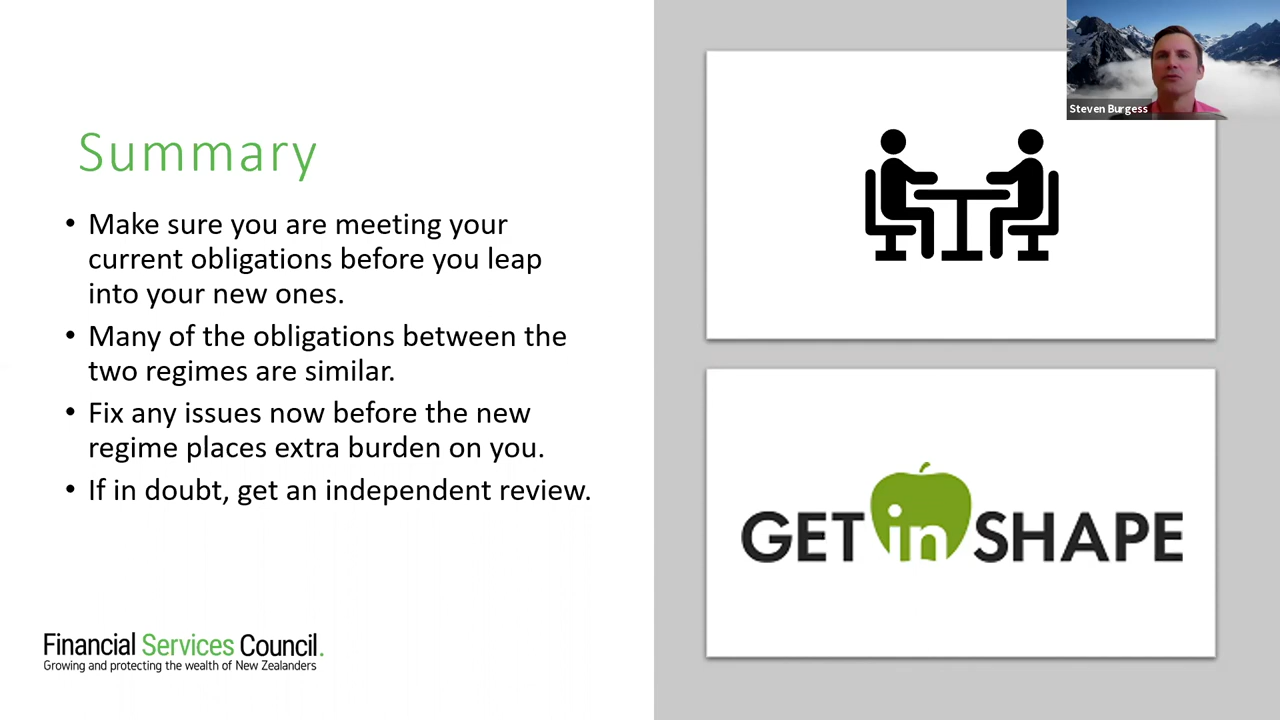 Summary
• Make sure you are meeting your
current obligations before you leap
into your new ones.
• Many of the obligations between the
two regimes are similar.
• Fix any issues now before the new
regime places extra burden on you.
• If in doubt, get an independent review.
Financial Services Council.
Growing and protecting the wealth of New Zealanders
Steven Burgess
GET in SHAPE